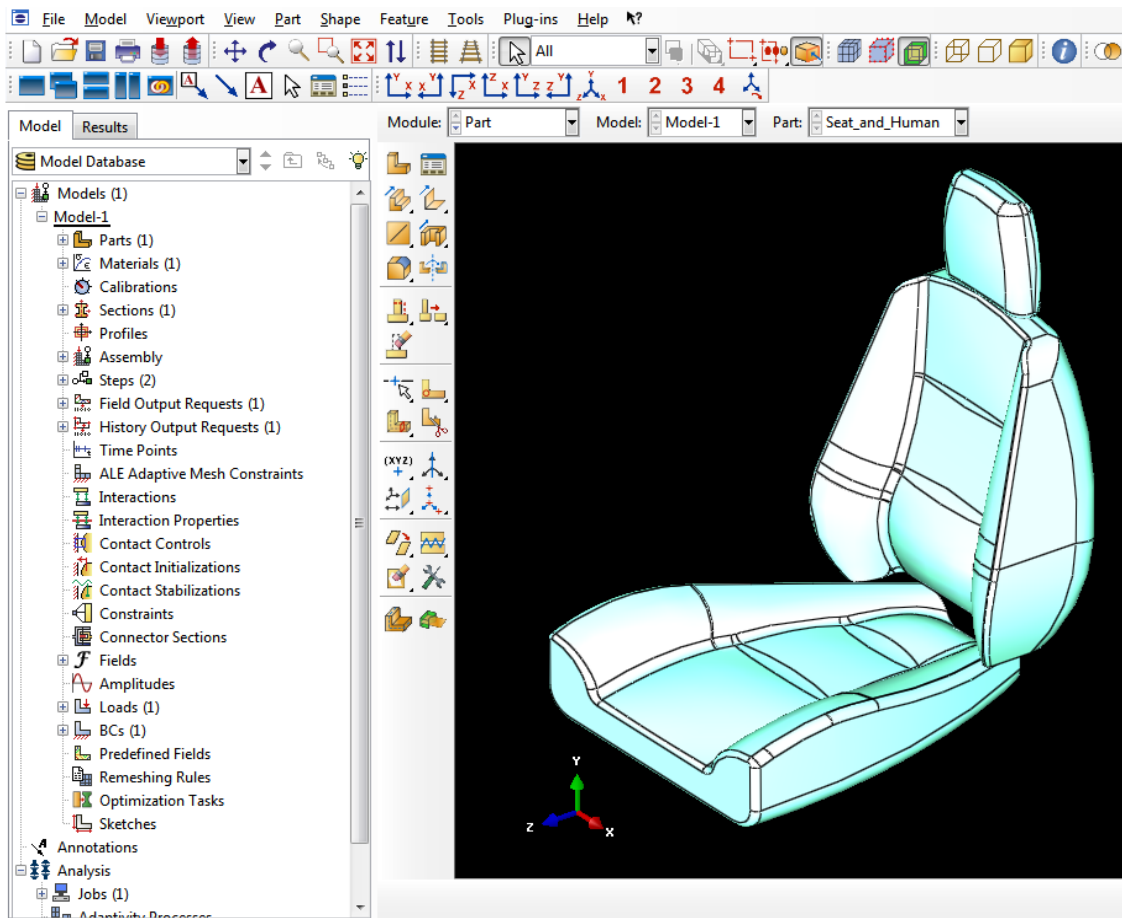 File Model Viewport View Part Shape Feature Tools Plug-ins Help
All
A A 1 2 3 4
Model Results
Module: Part Model: Model-1 Part: Seat_and_Human
Model Database
Models (1)
Model-1
Parts (1)
Materials (1)
Calibrations
Sections (1)
Profiles
Assembly
Steps (2)
Field Output Requests (1)
History Output Requests (1)
Time Points
ALE Adaptive Mesh Constraints
Interactions
Interaction Properties
Contact Controls
Contact Initializations
Contact Stabilizations
Constraints
Connector Sections
Fields
Amplitudes
Loads (1)
BCs (1)
Predefined Fields
Remeshing Rules
Optimization Tasks
Sketches
Annotations
Analysis
Jobs (1)
Adaptivity Processes
(XYZ)
Y
Z
X